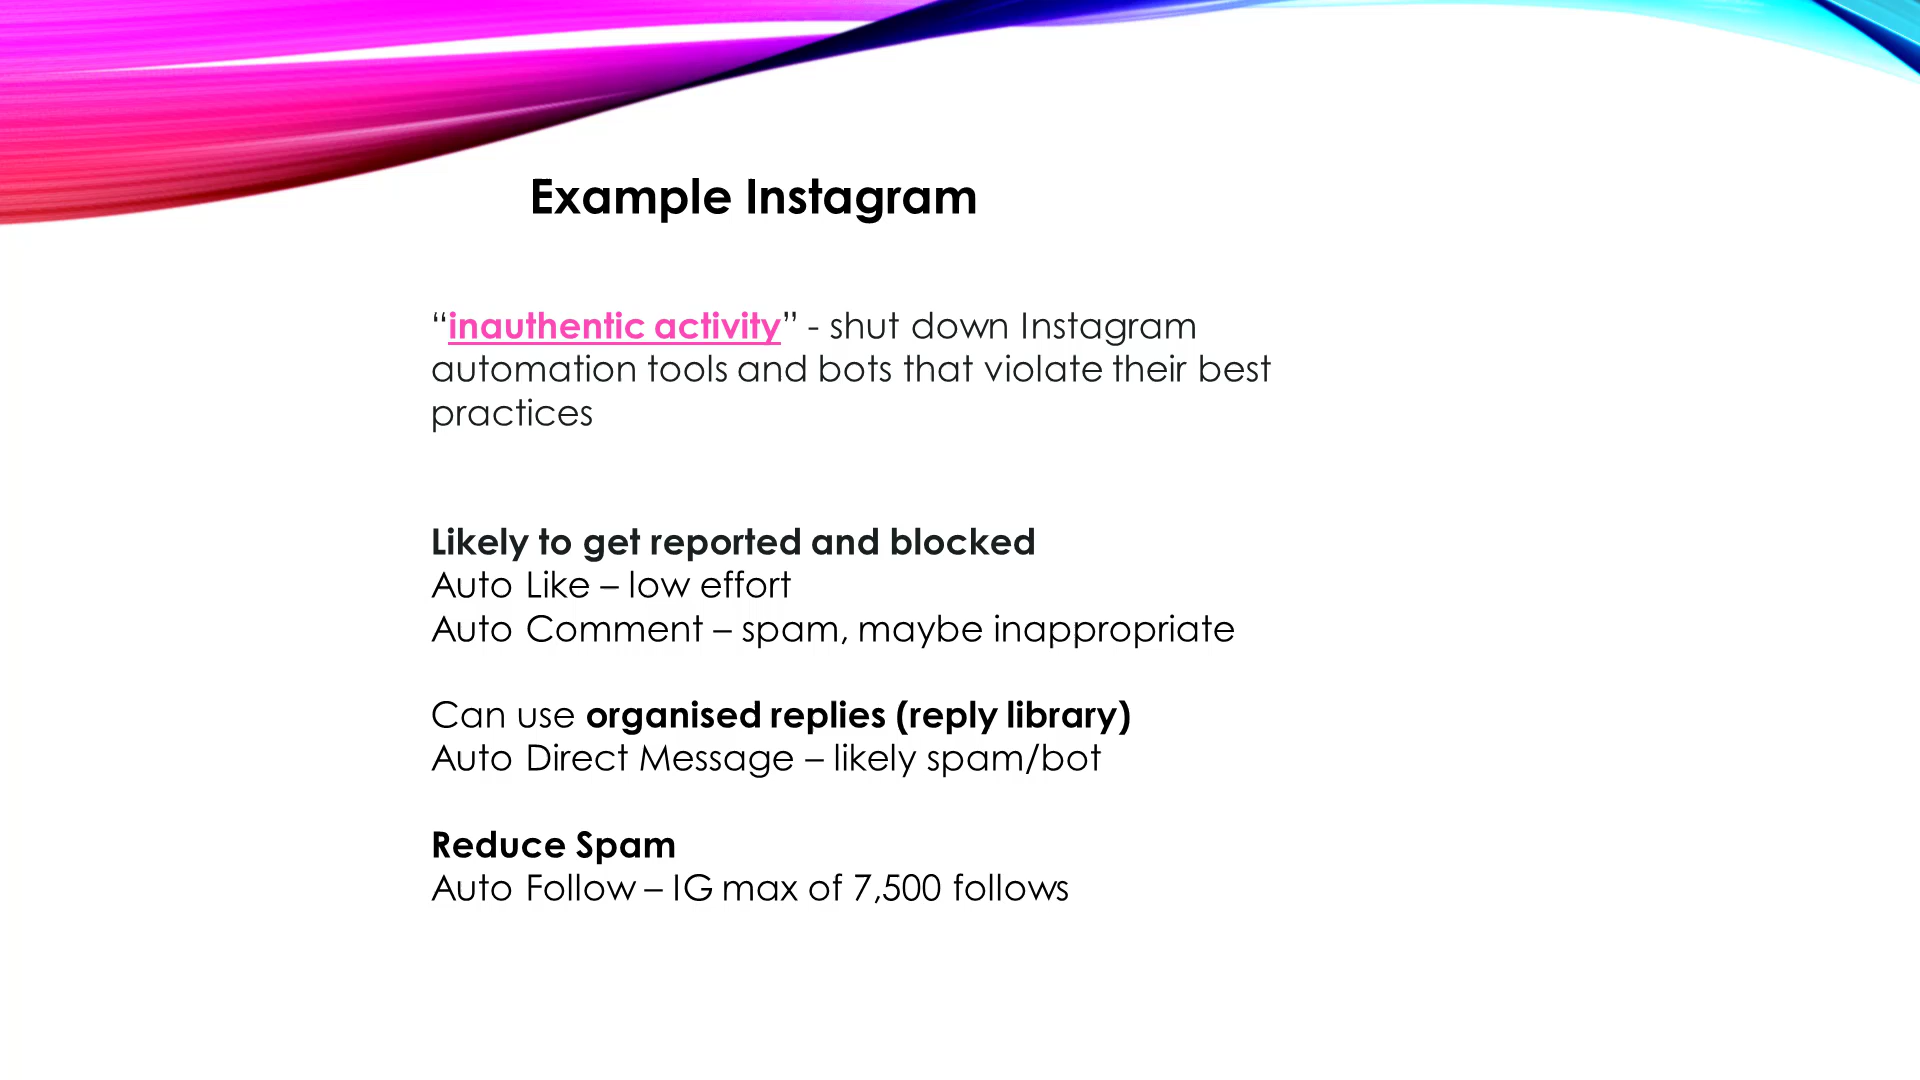 Example Instagram
“inauthentic activity” - shut down Instagram
automation tools and bots that violate their best
practices
Likely to get reported and blocked
Auto Like – low effort
Auto Comment – spam, maybe inappropriate
Can use organised replies (reply library)
Auto Direct Message – likely spam/bot
Reduce Spam
Auto Follow – IG max of 7,500 follows